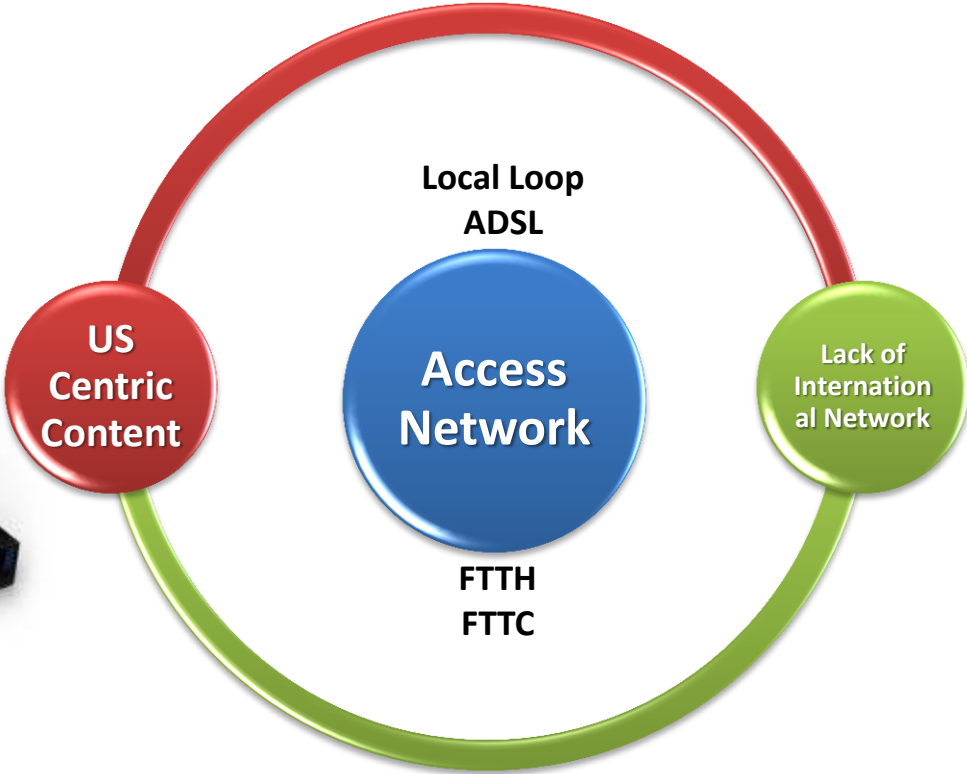 Local Loop
ADSL
US
Centric
Content
Access
Network
Lack of
Internation
al Network
FTTH
FTTC